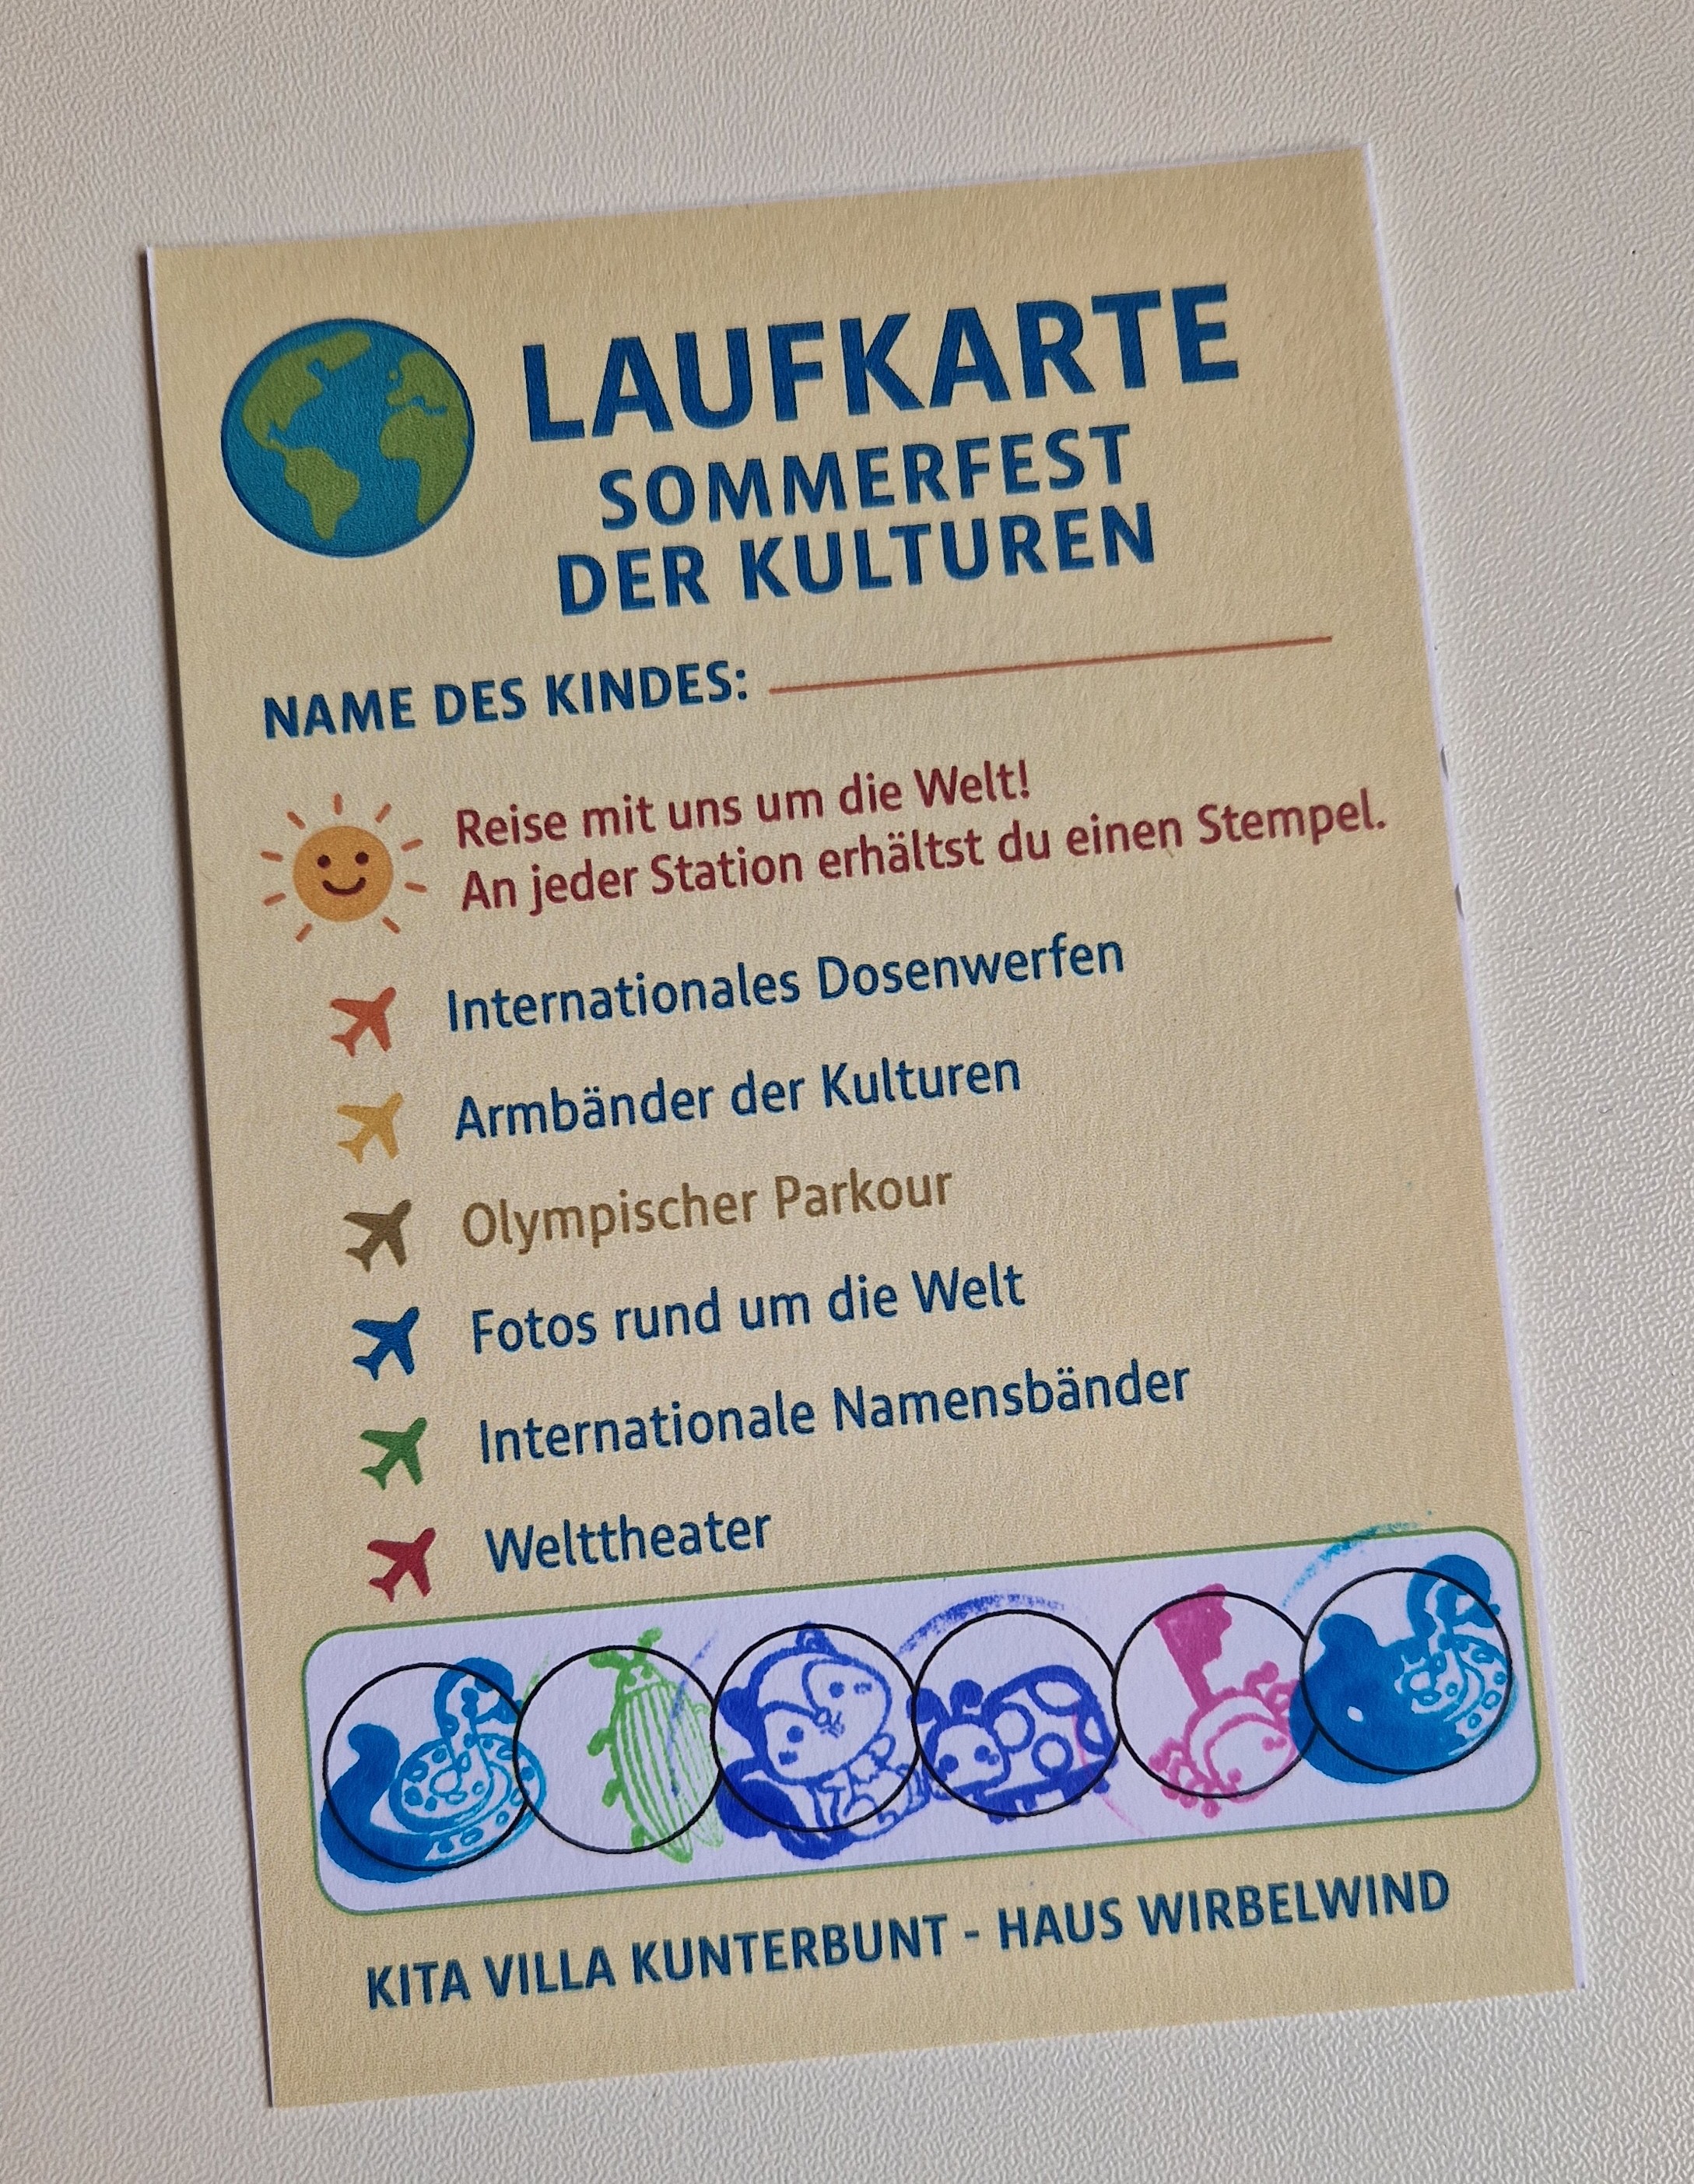 LAUFKARTE
SOMMERFEST
DER KULTUREN
NAME DES KINDES:
Reise mit uns um die Welt!
An jeder Station erhältst du einen Stempel.
Internationales Dosenwerfen
Armbänder der Kulturen
Olympischer Parkour
Fotos rund um die Welt
Internationale Namensbänder
Welttheater
KITA VILLA KUNTERBUNT - HAUS WIRBELWIND